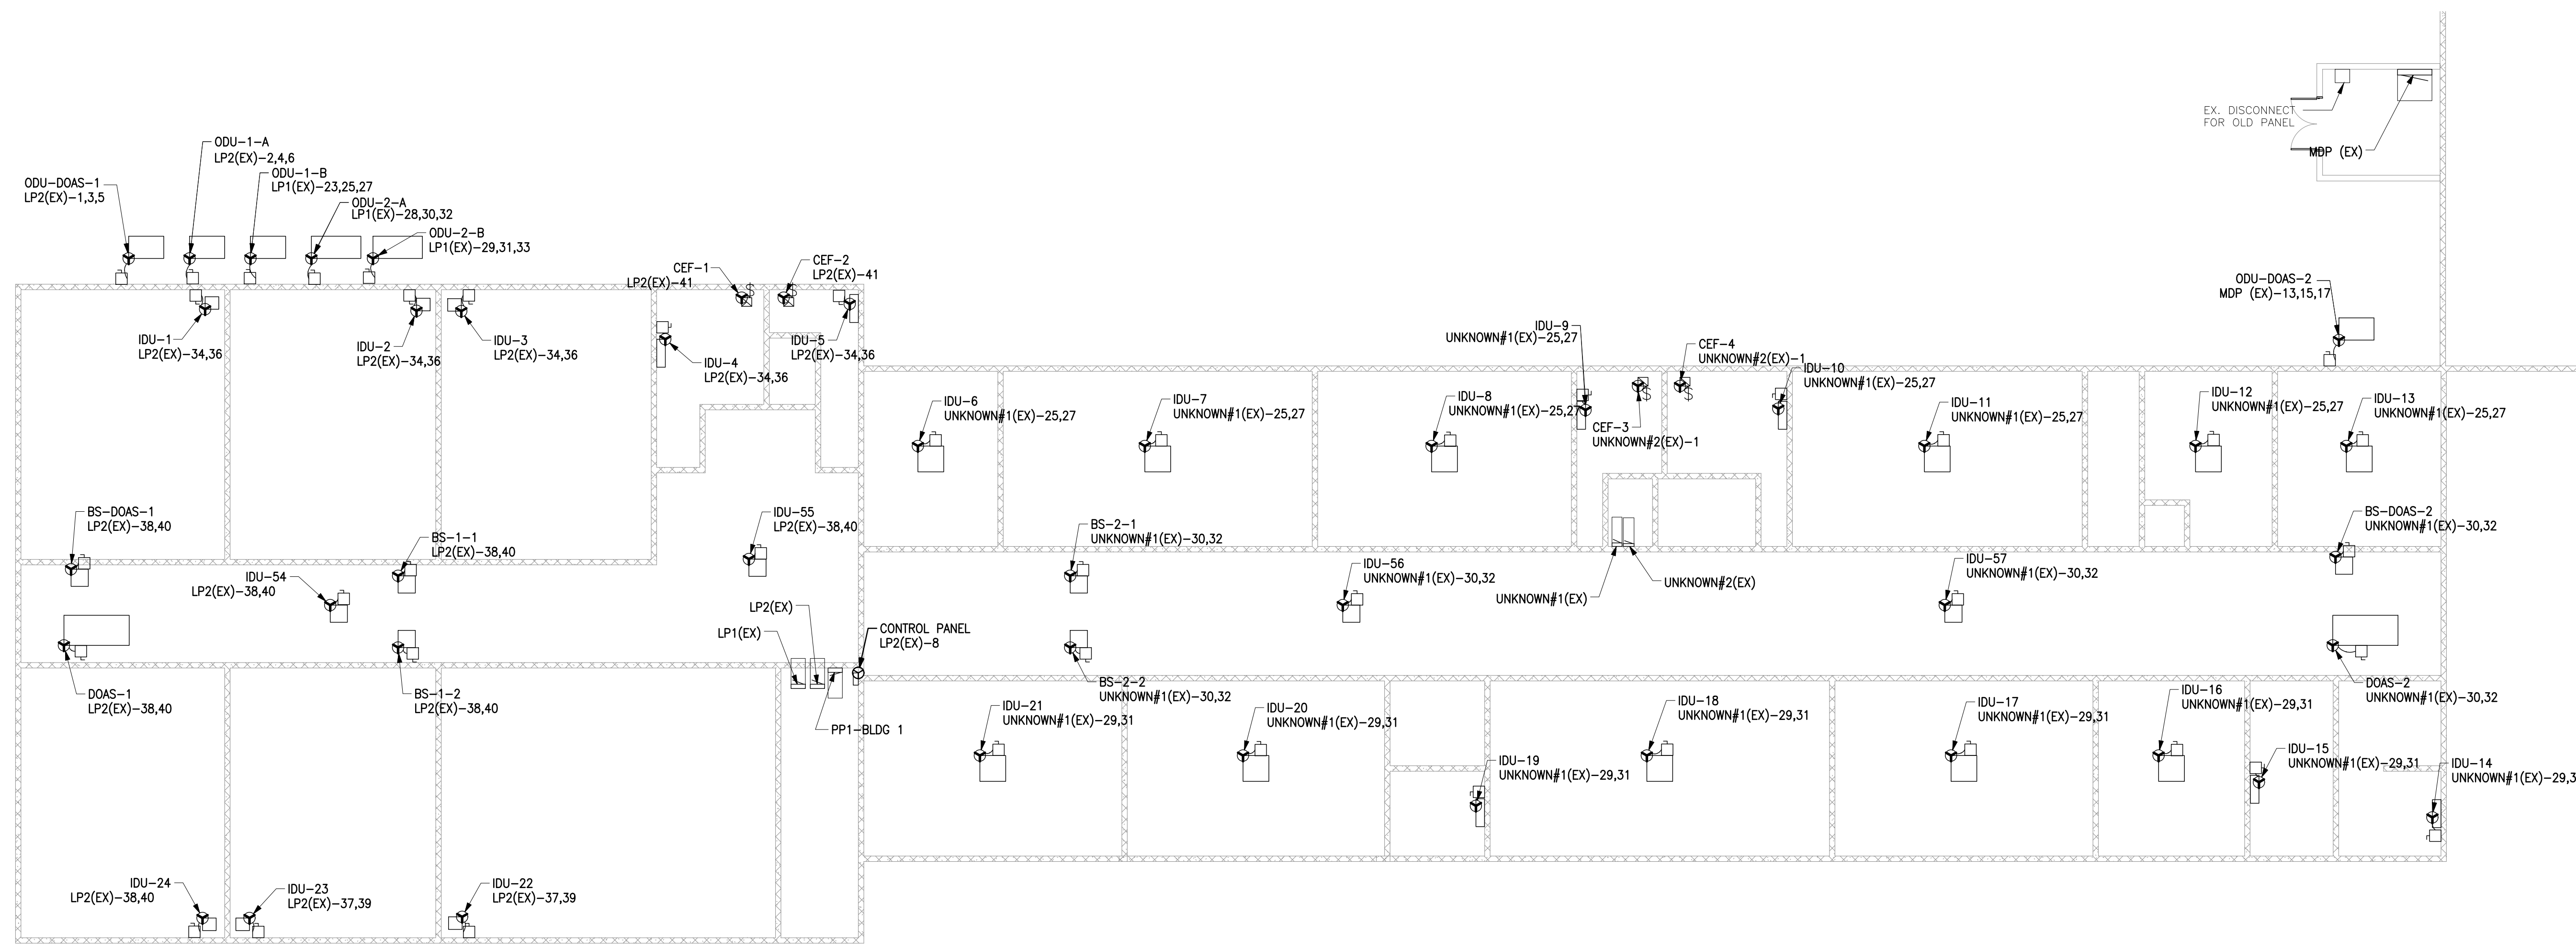 EX. DISCONNECT
FOR OLD PANEL
MDP (EX)
ODU-1-A
LP2(EX)-2,4,6
ODU-1-B
LP1(EX)-23,25,27
ODU-DOAS-1
LP2(EX)-1,3,5
ODU-2-A
LP1(EX)-28,30,32
ODU-2-B
LP1(EX)-29,31,33
CEF-1
LP2(EX)-41
CEF-2
LP2(EX)-41
$
$
ODU-DOAS-2
MDP (EX)-13,15,17
IDU-1
LP2(EX)-34,36
IDU-2
LP2(EX)-34,36
IDU-3
LP2(EX)-34,36
IDU-4
LP2(EX)-34,36
IDU-5
LP2(EX)-34,36
IDU-9
UNKNOWN#1(EX)-25,27
CEF-4
UNKNOWN#2(EX)-1
$
$
IDU-10
UNKNOWN#1(EX)-25,27
IDU-6
UNKNOWN#1(EX)-25,27
IDU-7
UNKNOWN#1(EX)-25,27
IDU-8
UNKNOWN#1(EX)-25,27
CEF-3
UNKNOWN#2(EX)-1
IDU-11
UNKNOWN#1(EX)-25,27
IDU-12
UNKNOWN#1(EX)-25,27
IDU-13
UNKNOWN#1(EX)-25,27
BS-DOAS-1
LP2(EX)-38,40
BS-1-1
LP2(EX)-38,40
IDU-55
LP2(EX)-38,40
BS-2-1
UNKNOWN#1(EX)-30,32
BS-DOAS-2
UNKNOWN#1(EX)-30,32
IDU-54
LP2(EX)-38,40
IDU-56
UNKNOWN#1(EX)-30,32
IDU-57
UNKNOWN#1(EX)-30,32
UNKNOWN#1(EX)
UNKNOWN#2(EX)
LP2(EX)
LP1(EX)
CONTROL PANEL
LP2(EX)-8
DOAS-1
LP2(EX)-38,40
BS-1-2
LP2(EX)-38,40
PP1-BLDG 1
BS-2-2
UNKNOWN#1(EX)-30,32
DOAS-2
UNKNOWN#1(EX)-30,32
IDU-21
UNKNOWN#1(EX)-29,31
IDU-20
UNKNOWN#1(EX)-29,31
IDU-18
UNKNOWN#1(EX)-29,31
IDU-17
UNKNOWN#1(EX)-29,31
IDU-16
UNKNOWN#1(EX)-29,31
IDU-19
UNKNOWN#1(EX)-29,31
IDU-15
UNKNOWN#1(EX)-29,31
IDU-14
UNKNOWN#1(EX)-29,3
IDU-24
LP2(EX)-38,40
IDU-23
LP2(EX)-37,39
IDU-22
LP2(EX)-37,39